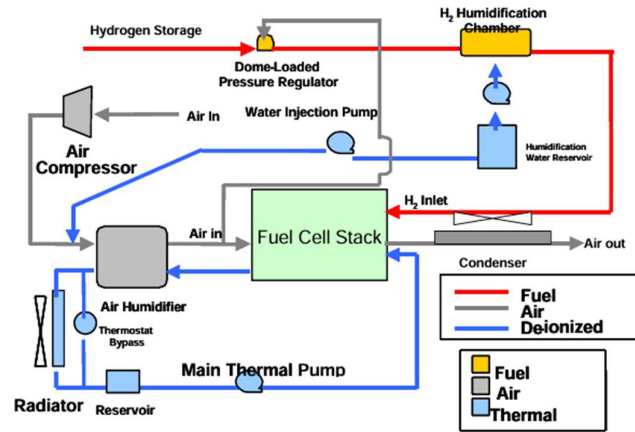 Hydrogen Storage
H2 Humidification
Chamber
Dome-Loaded
Pressure Regulator
Air In
Water Injection Pump
Air
Compressor
Humidification
Water Reservoir
H2 Inlet
Air in
Fuel Cell Stack
Air out
Condenser
Air Humidifier
Thermostat
Bypass
Main Thermal Pump
Radiator
Reservoir
Fuel
Air
De-ionized
Fuel
Air
Thermal